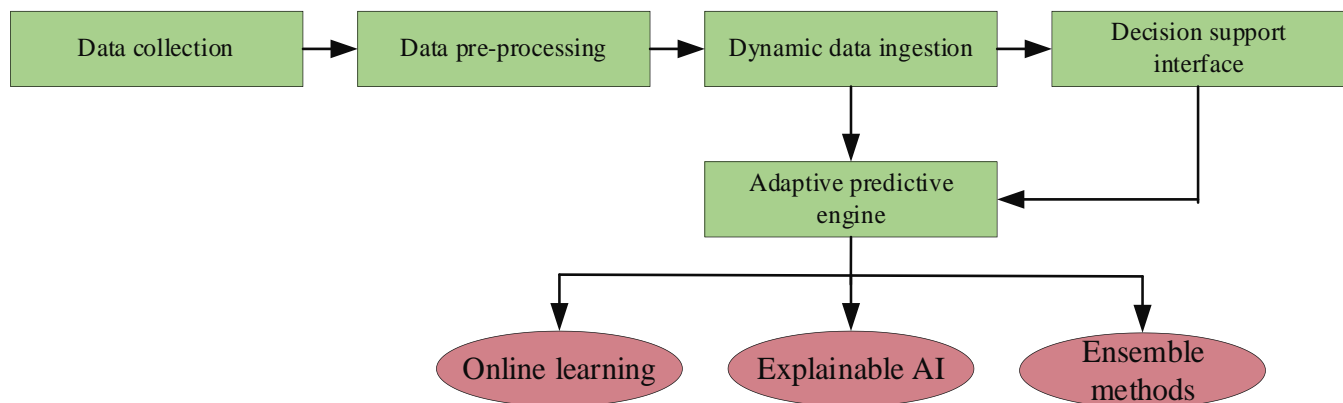 Data collection
Data pre-processing
Dynamic data ingestion
Decision support
interface
Adaptive predictive
engine
Online learning
Explainable AI
Ensemble
methods